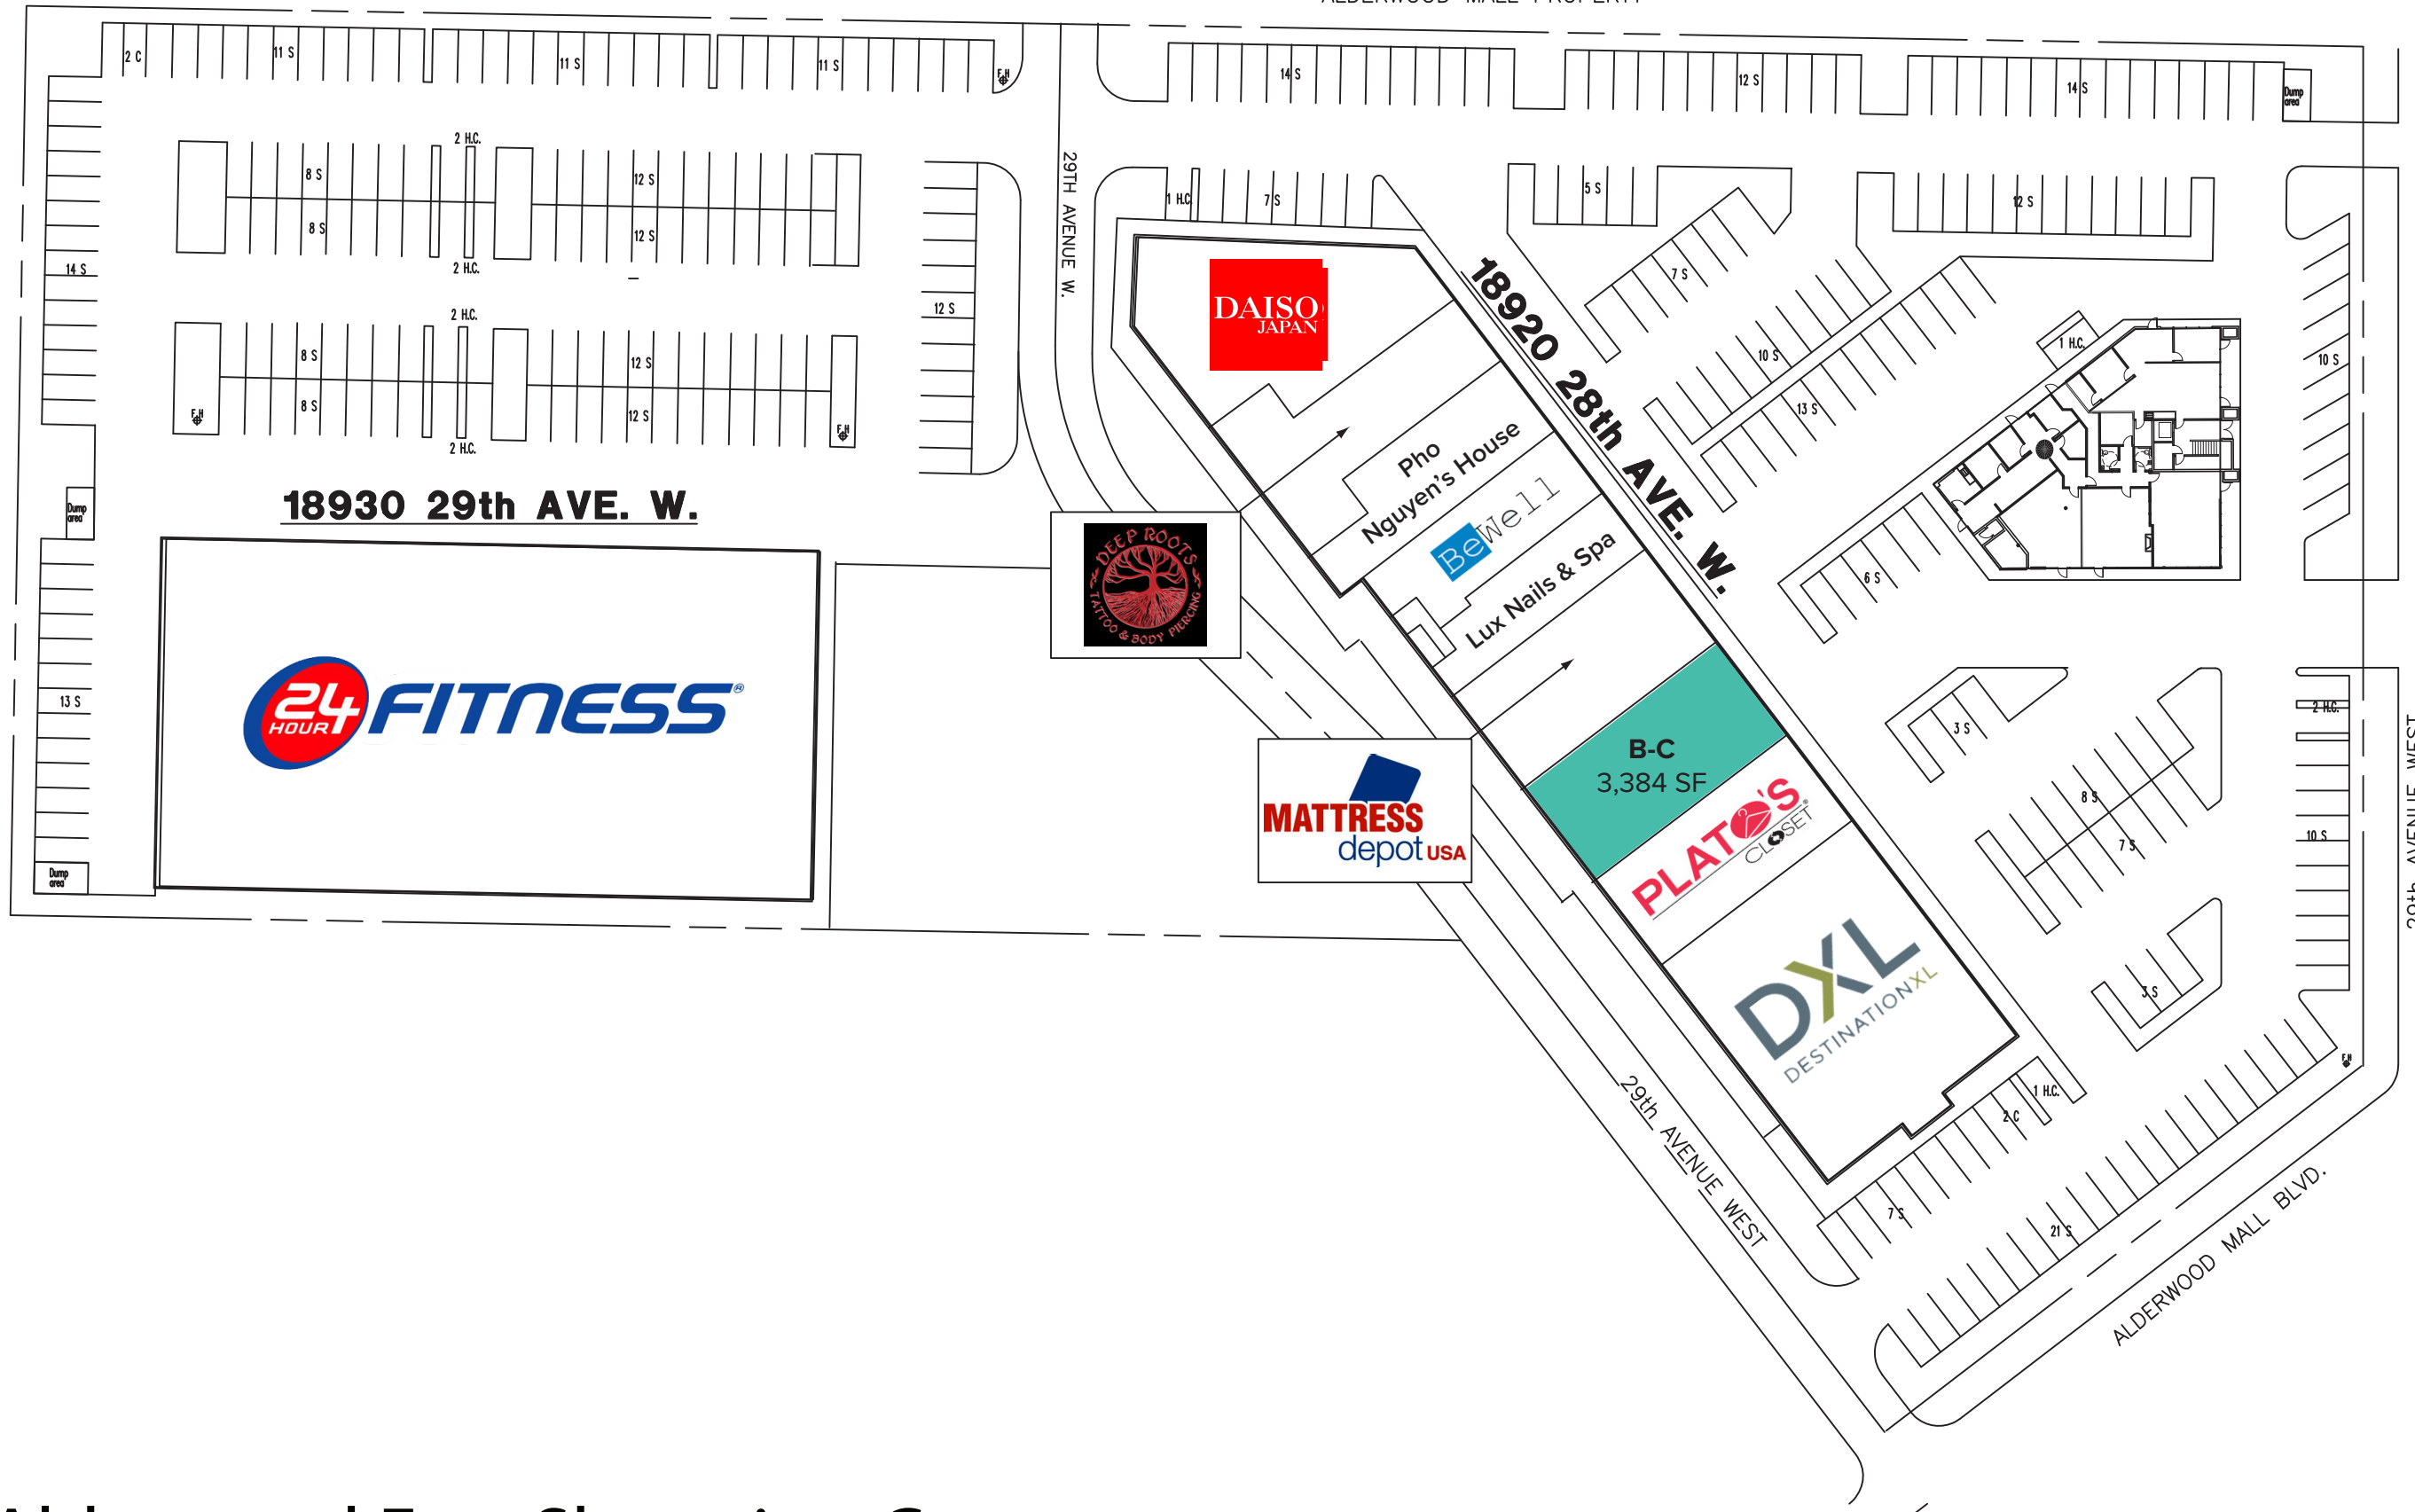 2 C
11 S
11 S
11 S
F.H
14 S
12 S
14 S
Dump
area
2 H.C.
8 S
12 S
8 S
12 S
2 H.C.
14 S
12 S
29TH AVENUE W.
1 H.C.
7 S
5 S
7 S
12 S
10 S
13 S
1 H.C.
10 S
2 H.C.
8 S
12 S
8 S
12 S
F.H
F.H
2 H.C.
DAISO
JAPAN
18920 28th AVE. W.
Pho
Nguyen's House
BeWell
Lux Nails & Spa
6 S
Dump
area
18930 29th AVE. W.
DEEP ROOTS
TATTOO & BODY PIERCING
13 S
24
HOUR
FITNESS®
B-C
3,384 SF
MATTRESS
depot USA
PLATO'S
CLOSET®
DXL
DESTINATIONXL
3 S
2 H.C.
8 S
7 S
10 S
3 S
F.H
Dump
area
1 H.C.
2 C
7 S
21 S
29th AVENUE WEST
ALDERWOOD MALL BLVD.